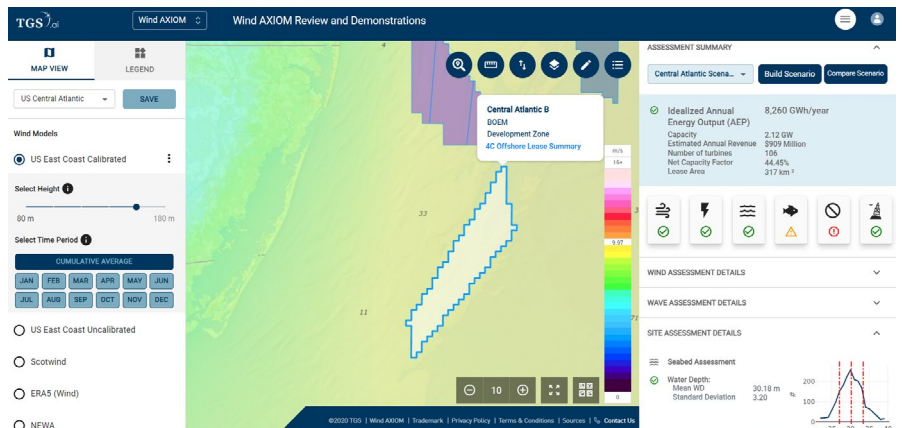 TGS.ai
Wind AXIOM
Wind AXIOM Review and Demonstrations
MAP VIEW
LEGEND
US Central Atlantic
SAVE
Wind Models
US East Coast Calibrated
Select Height
80 m
180 m
Select Time Period
CUMULATIVE AVERAGE
JAN FEB MAR APR MAY JUN
JUL AUG SEP OCT NOV DEC
US East Coast Uncalibrated
Scotwind
ERA5 (Wind)
NEWA
4
33
11
Central Atlantic B
BOEM
Development Zone
4C Offshore Lease Summary
m/s
15+
9.97
0
10
©2020 TGS | Wind AXIOM | Trademark | Privacy Policy | Terms & Conditions | Sources | Contact Us
ASSESSMENT SUMMARY
Central Atlantic Scena...
Build Scenario
Compare Scenario
Idealized Annual Energy Output (AEP) 8,260 GWh/year
Capacity 2.12 GW
Estimated Annual Revenue $909 Million
Number of turbines 106
Net Capacity Factor 44.45%
Lease Area 317 km²
WIND ASSESSMENT DETAILS
WAVE ASSESSMENT DETAILS
SITE ASSESSMENT DETAILS
Seabed Assessment
Water Depth:
Mean WD 30.18 m
Standard Deviation 3.20
200
100
0